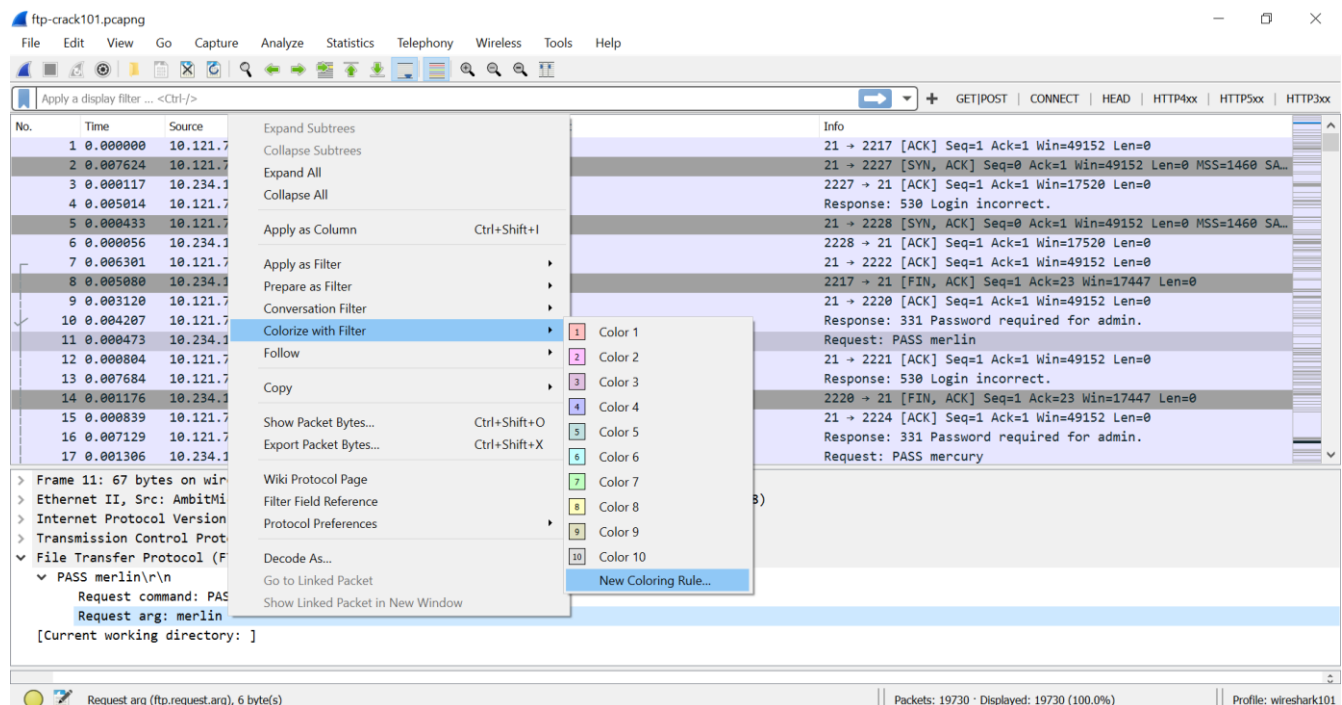 ftp-crack101.pcapng
File Edit View Go Capture Analyze Statistics Telephony Wireless Tools Help
Apply a display filter ... <Ctrl-/> GET|POST | CONNECT | HEAD | HTTP4xx | HTTP5xx | HTTP3xx
No. Time Source Info
1 0.000000 10.121.7 21 → 2217 [ACK] Seq=1 Ack=1 Win=49152 Len=0
2 0.007624 10.121.7 21 → 2227 [SYN, ACK] Seq=0 Ack=1 Win=49152 Len=0 MSS=1460 SA…
3 0.000117 10.234.1 2227 → 21 [ACK] Seq=1 Ack=1 Win=17520 Len=0
4 0.005014 10.121.7 Response: 530 Login incorrect.
5 0.000433 10.121.7 21 → 2228 [SYN, ACK] Seq=0 Ack=1 Win=49152 Len=0 MSS=1460 SA…
6 0.000056 10.234.1 2228 → 21 [ACK] Seq=1 Ack=1 Win=17520 Len=0
7 0.006301 10.121.7 21 → 2222 [ACK] Seq=1 Ack=1 Win=49152 Len=0
8 0.005080 10.234.1 2217 → 21 [FIN, ACK] Seq=1 Ack=23 Win=17447 Len=0
9 0.003120 10.121.7 21 → 2220 [ACK] Seq=1 Ack=1 Win=49152 Len=0
10 0.004207 10.121.7 Response: 331 Password required for admin.
11 0.000473 10.234.1 Request: PASS merlin
12 0.000804 10.121.7 21 → 2221 [ACK] Seq=1 Ack=1 Win=49152 Len=0
13 0.007684 10.121.7 Response: 530 Login incorrect.
14 0.001176 10.234.1 2220 → 21 [FIN, ACK] Seq=1 Ack=23 Win=17447 Len=0
15 0.000839 10.121.7 21 → 2224 [ACK] Seq=1 Ack=1 Win=49152 Len=0
16 0.007129 10.121.7 Response: 331 Password required for admin.
17 0.001306 10.234.1 Request: PASS mercury
Expand Subtrees
Collapse Subtrees
Expand All
Collapse All
Apply as Column Ctrl+Shift+I
Apply as Filter
Prepare as Filter
Conversation Filter
Colorize with Filter
Follow
Copy
Show Packet Bytes... Ctrl+Shift+O
Export Packet Bytes... Ctrl+Shift+X
Wiki Protocol Page
Filter Field Reference
Protocol Preferences
Decode As...
Go to Linked Packet
Show Linked Packet in New Window
1 Color 1
2 Color 2
3 Color 3
4 Color 4
5 Color 5
6 Color 6
7 Color 7
8 Color 8
9 Color 9
10 Color 10
New Coloring Rule...
Frame 11: 67 bytes on wir
Ethernet II, Src: AmbitMi 8)
Internet Protocol Version
Transmission Control Prot
File Transfer Protocol (F
PASS merlin\r\n
Request command: PAS
Request arg: merlin
[Current working directory: ]
Request arg (ftp.request.arg), 6 byte(s) Packets: 19730 · Displayed: 19730 (100.0%) Profile: wireshark101